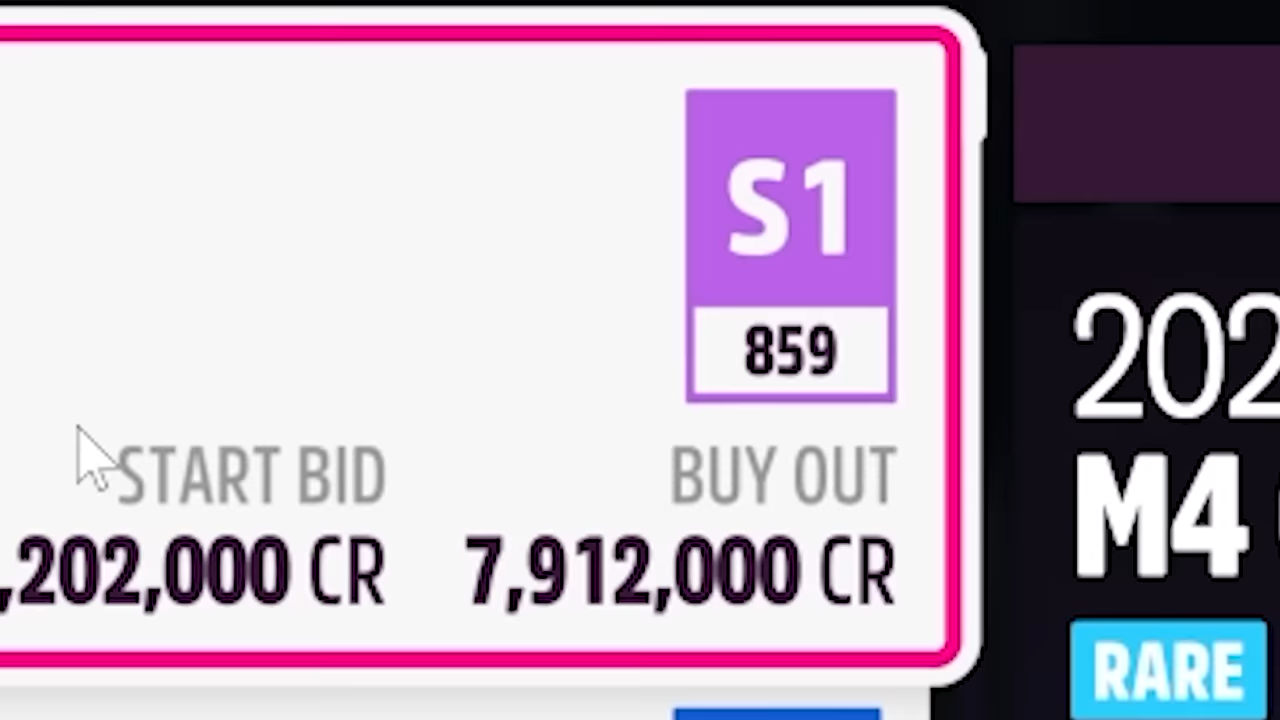 S1
859
START BID BUY OUT
,202,000 CR 7,912,000 CR
202
M4
RARE